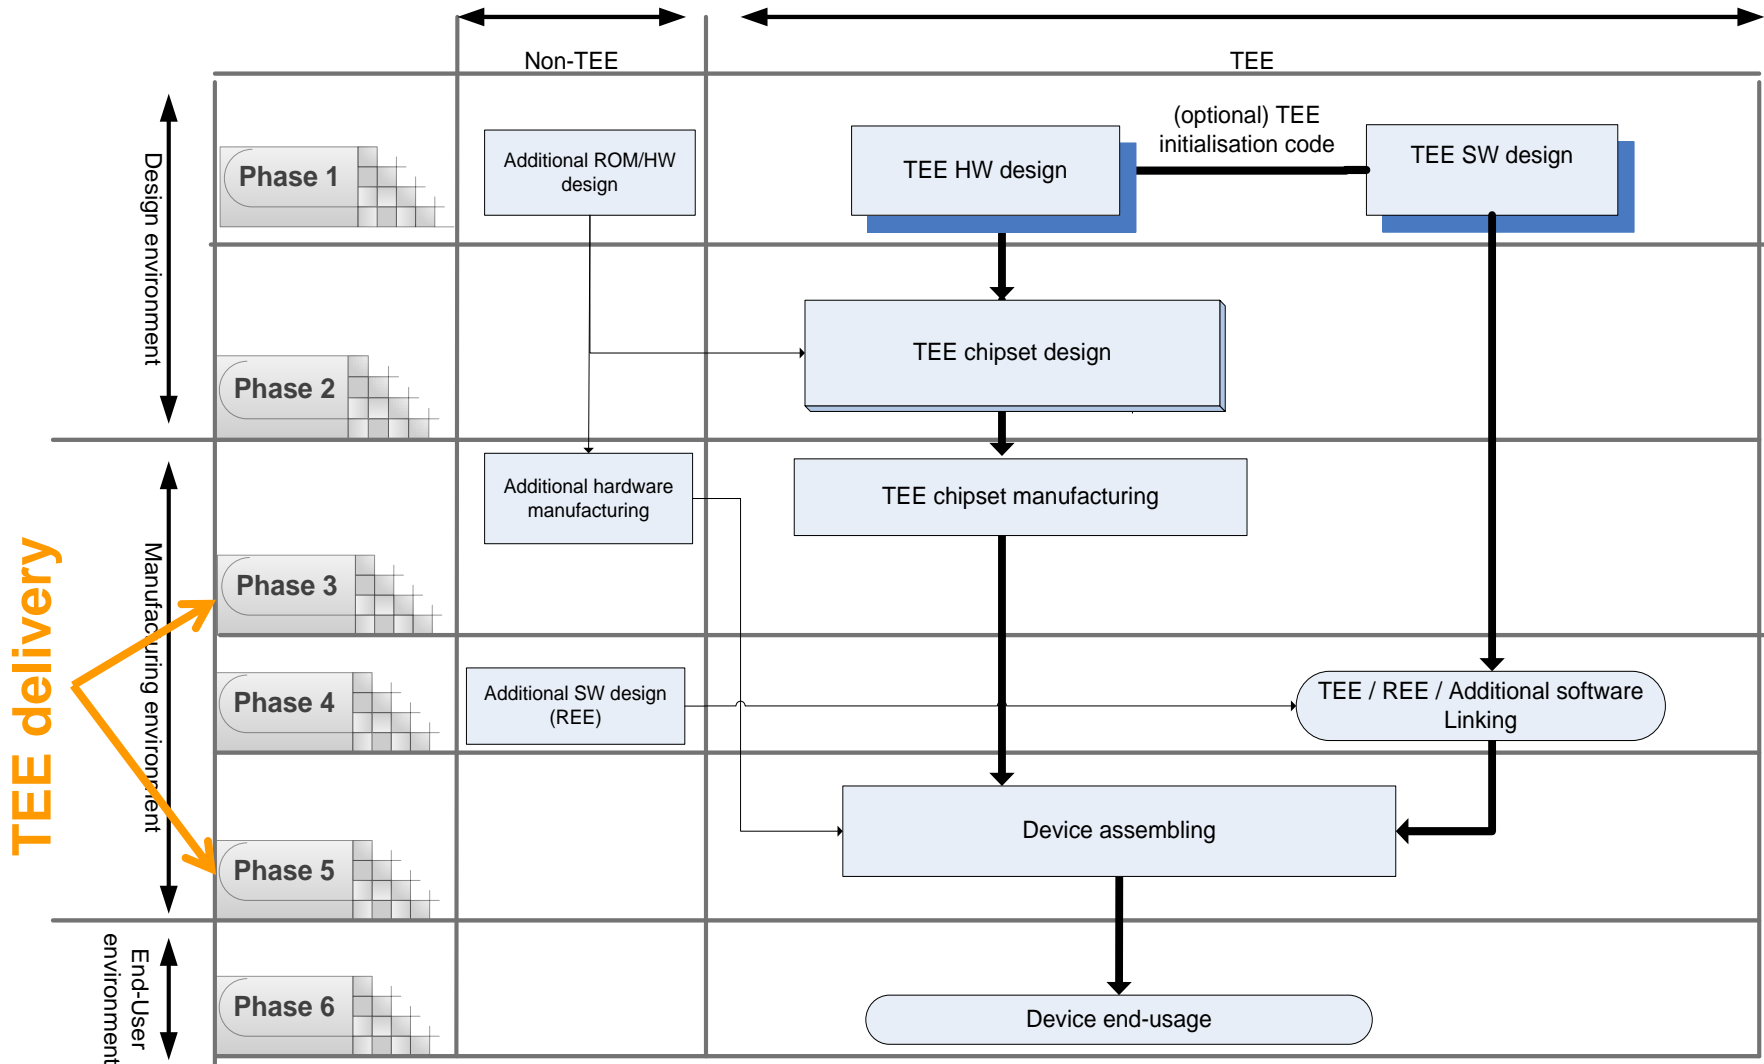 Non-TEE
TEE
Design environment
Phase 1
Additional ROM/HW
design
TEE HW design
(optional) TEE
initialisation code
TEE SW design
Phase 2
TEE chipset design
TEE delivery
Manufacturing environment
Phase 3
Additional hardware
manufacturing
TEE chipset manufacturing
Phase 4
Additional SW design
(REE)
TEE / REE / Additional software
Linking
Phase 5
Device assembling
End-User
environment
Phase 6
Device end-usage